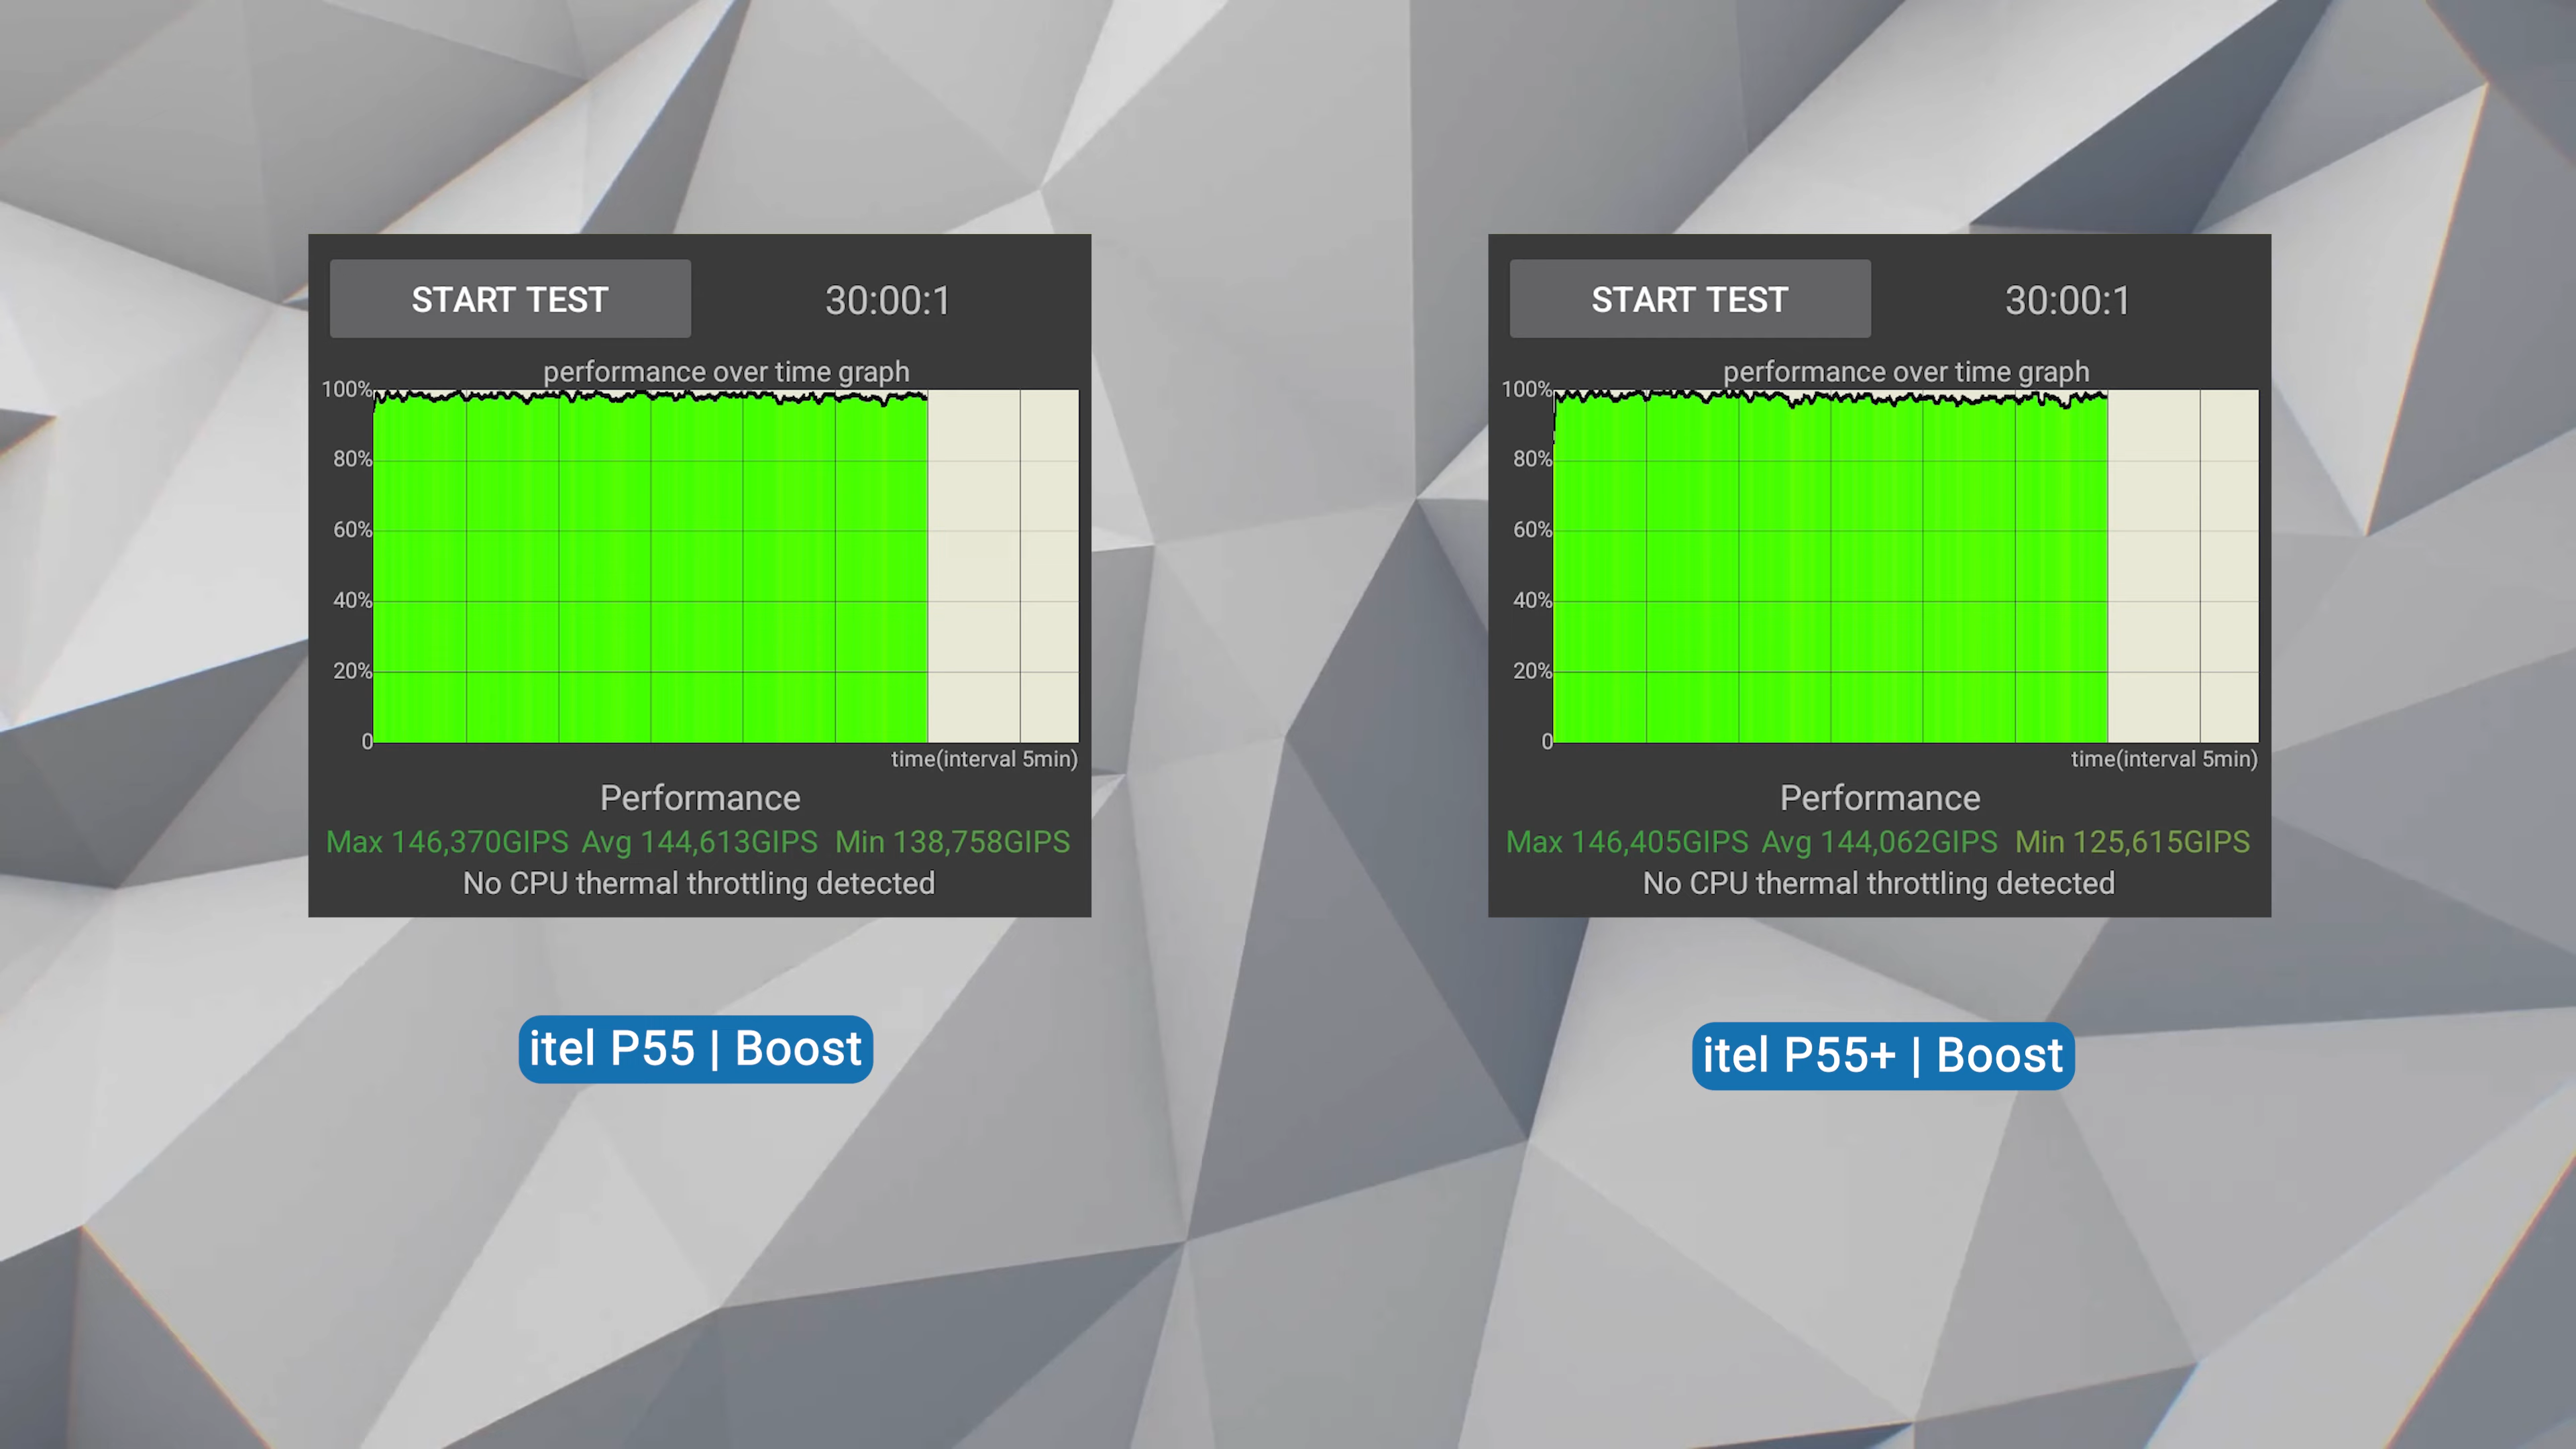 START TEST
30:00:1
performance over time graph
100%
80%
60%
40%
20%
0
time(interval 5min)
Performance
Max 146,370GIPS Avg 144,613GIPS Min 138,758GIPS
No CPU thermal throttling detected
itel P55 | Boost
START TEST
30:00:1
performance over time graph
100%
80%
60%
40%
20%
0
time(interval 5min)
Performance
Max 146,405GIPS Avg 144,062GIPS Min 125,615GIPS
No CPU thermal throttling detected
itel P55+ | Boost